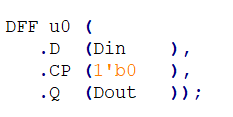 DFF u0 (
.D (Din ),
.CP (1'b0 ),
.Q (Dout ));